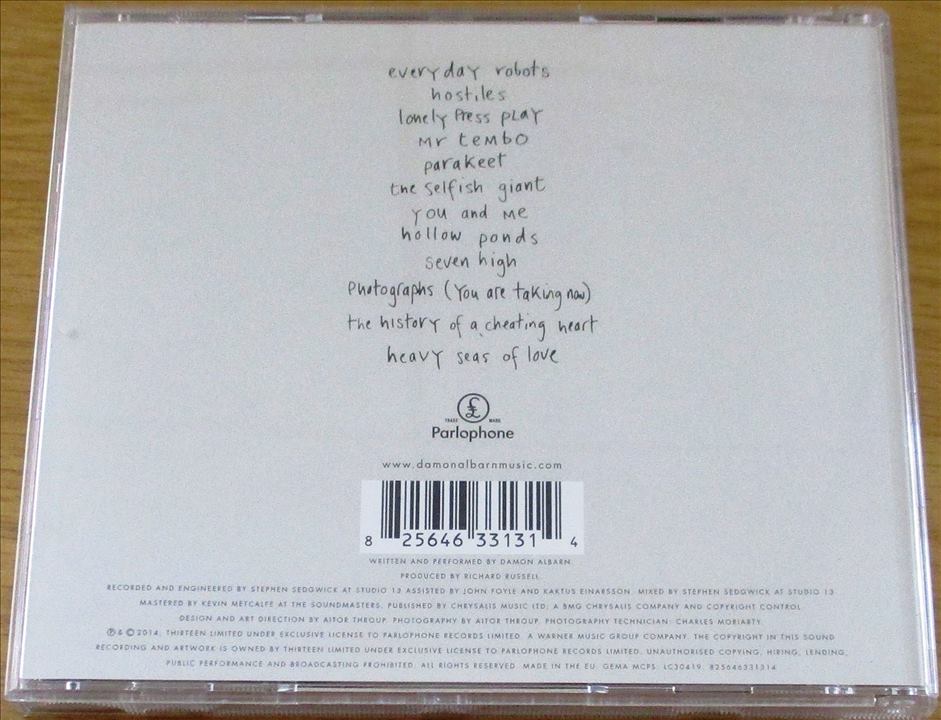 everyday robots
hostiles
lonely press play
mr tembo
parakeet
the selfish giant
you and me
hollow ponds
seven high
photographs (you are taking now)
the history of a cheating heart
heavy seas of love
TRADE MARK
Parlophone
www.damonalbarnmusic.com
8 25646 33131 4
WRITTEN AND PERFORMED BY DAMON ALBARN.
PRODUCED BY RICHARD RUSSELL.
RECORDED AND ENGINEERED BY STEPHEN SEDGWICK AT STUDIO 13 ASSISTED BY JOHN FOYLE AND KAKTUS EINARSSON. MIXED BY STEPHEN SEDGWICK AT STUDIO 13
MASTERED BY KEVIN METCALFE AT THE SOUNDMASTERS. PUBLISHED BY CHRYSALIS MUSIC LTD; A BMG CHRYSALIS COMPANY AND COPYRIGHT CONTROL.
DESIGN AND ART DIRECTION BY AITOR THROUP. PHOTOGRAPHY BY AITOR THROUP. PHOTOGRAPHY TECHNICIAN: CHARLES MORIARTY.
℗ & © 2014. THIRTEEN LIMITED UNDER EXCLUSIVE LICENSE TO PARLOPHONE RECORDS LIMITED. A WARNER MUSIC GROUP COMPANY. THE COPYRIGHT IN THIS SOUND
RECORDING AND ARTWORK IS OWNED BY THIRTEEN LIMITED UNDER EXCLUSIVE LICENSE TO PARLOPHONE RECORDS LIMITED. UNAUTHORISED COPYING, HIRING, LENDING,
PUBLIC PERFORMANCE AND BROADCASTING PROHIBITED. ALL RIGHTS RESERVED. MADE IN THE EU. GEMA MCPS. LC30419. 825646331314